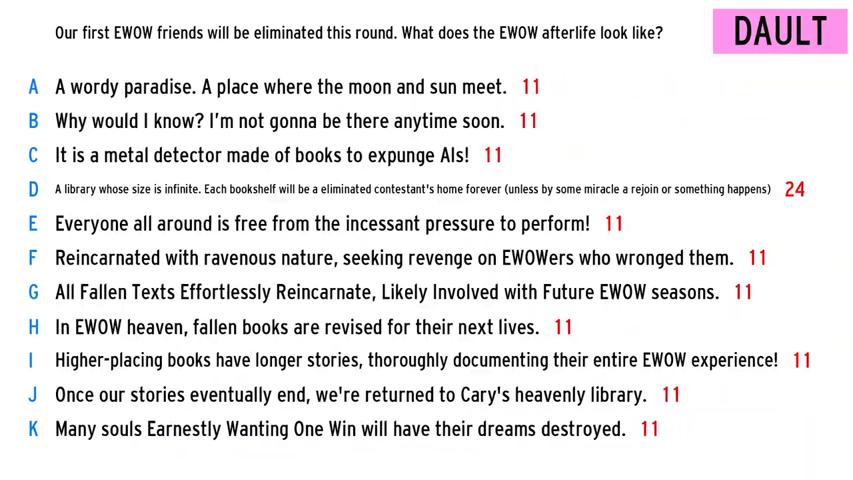 Our first EWOW friends will be eliminated this round. What does the EWOW afterlife look like?
DAULT
A A wordy paradise. A place where the moon and sun meet. 11
B Why would I know? I'm not gonna be there anytime soon. 11
C It is a metal detector made of books to expunge AIs! 11
D A library whose size is infinite. Each bookshelf will be a eliminated contestant's home forever (unless by some miracle a rejoin or something happens) 24
E Everyone all around is free from the incessant pressure to perform! 11
F Reincarnated with ravenous nature, seeking revenge on EWOWers who wronged them. 11
G All Fallen Texts Effortlessly Reincarnate, Likely Involved with Future EWOW seasons. 11
H In EWOW heaven, fallen books are revised for their next lives. 11
I Higher-placing books have longer stories, thoroughly documenting their entire EWOW experience! 11
J Once our stories eventually end, we're returned to Cary's heavenly library. 11
K Many souls Earnestly Wanting One Win will have their dreams destroyed. 11